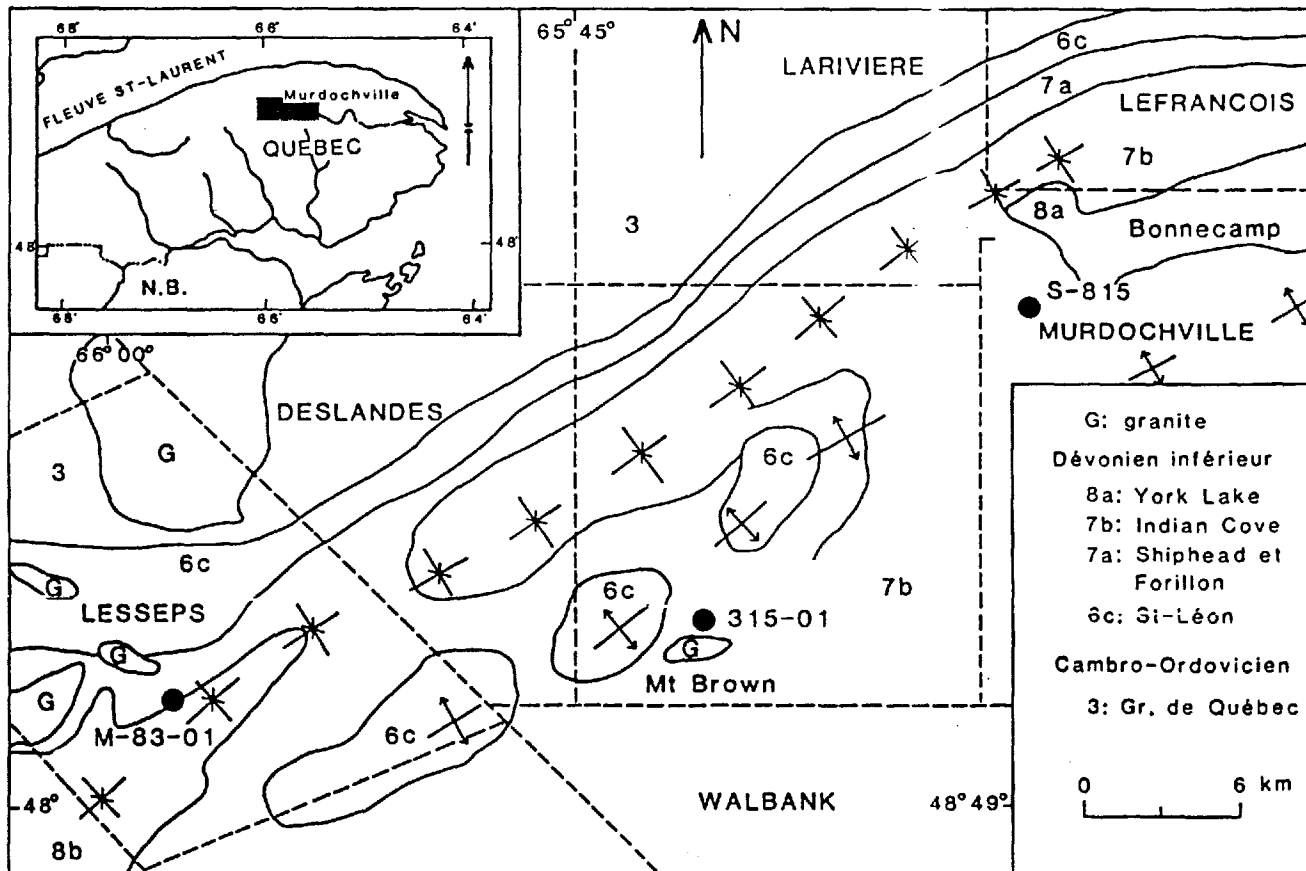 68°
66°
64°
FLEUVE ST-LAURENT
Murdochville
QUEBEC
48°
48°
N.B.
68°
66°
64°
65° 45°
N
LARIVIERE
6c
7a
LEFRANCOIS
7b
8a
Bonnecamp
3
S-815
MURDOCHVILLE
66°00°
DESLANDES
G
3
6c
6c
LESSEPS
G
G
G
6c
7b
315-01
G
Mt Brown
M-83-01
6c
48°
WALBANK
48°49°
8b
G: granite
Dévonien inférieur
8a: York Lake
7b: Indian Cove
7a: Shiphead et
Forillon
6c: St-Léon
Cambro-Ordovicien
3: Gr. de Québec
0 6 km